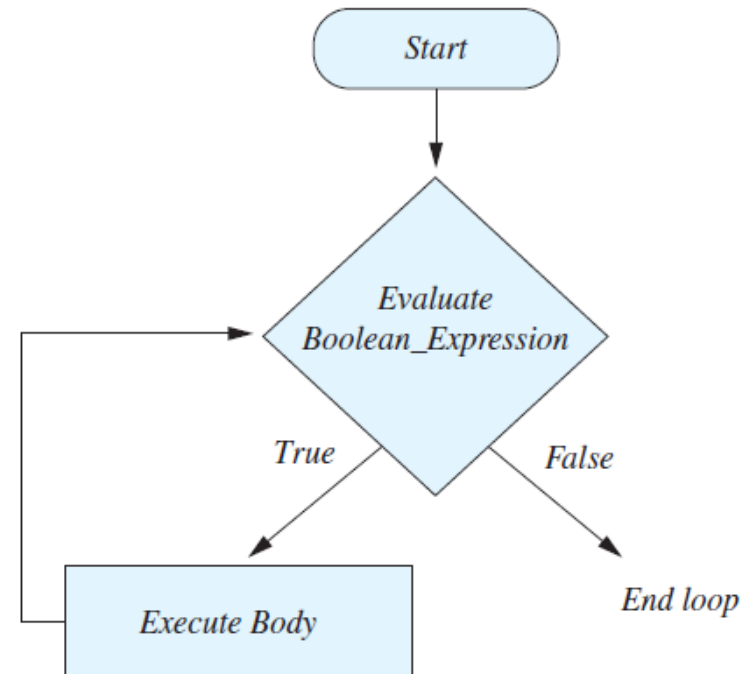 Start
Evaluate
Boolean_Expression
True
False
Execute Body
End loop